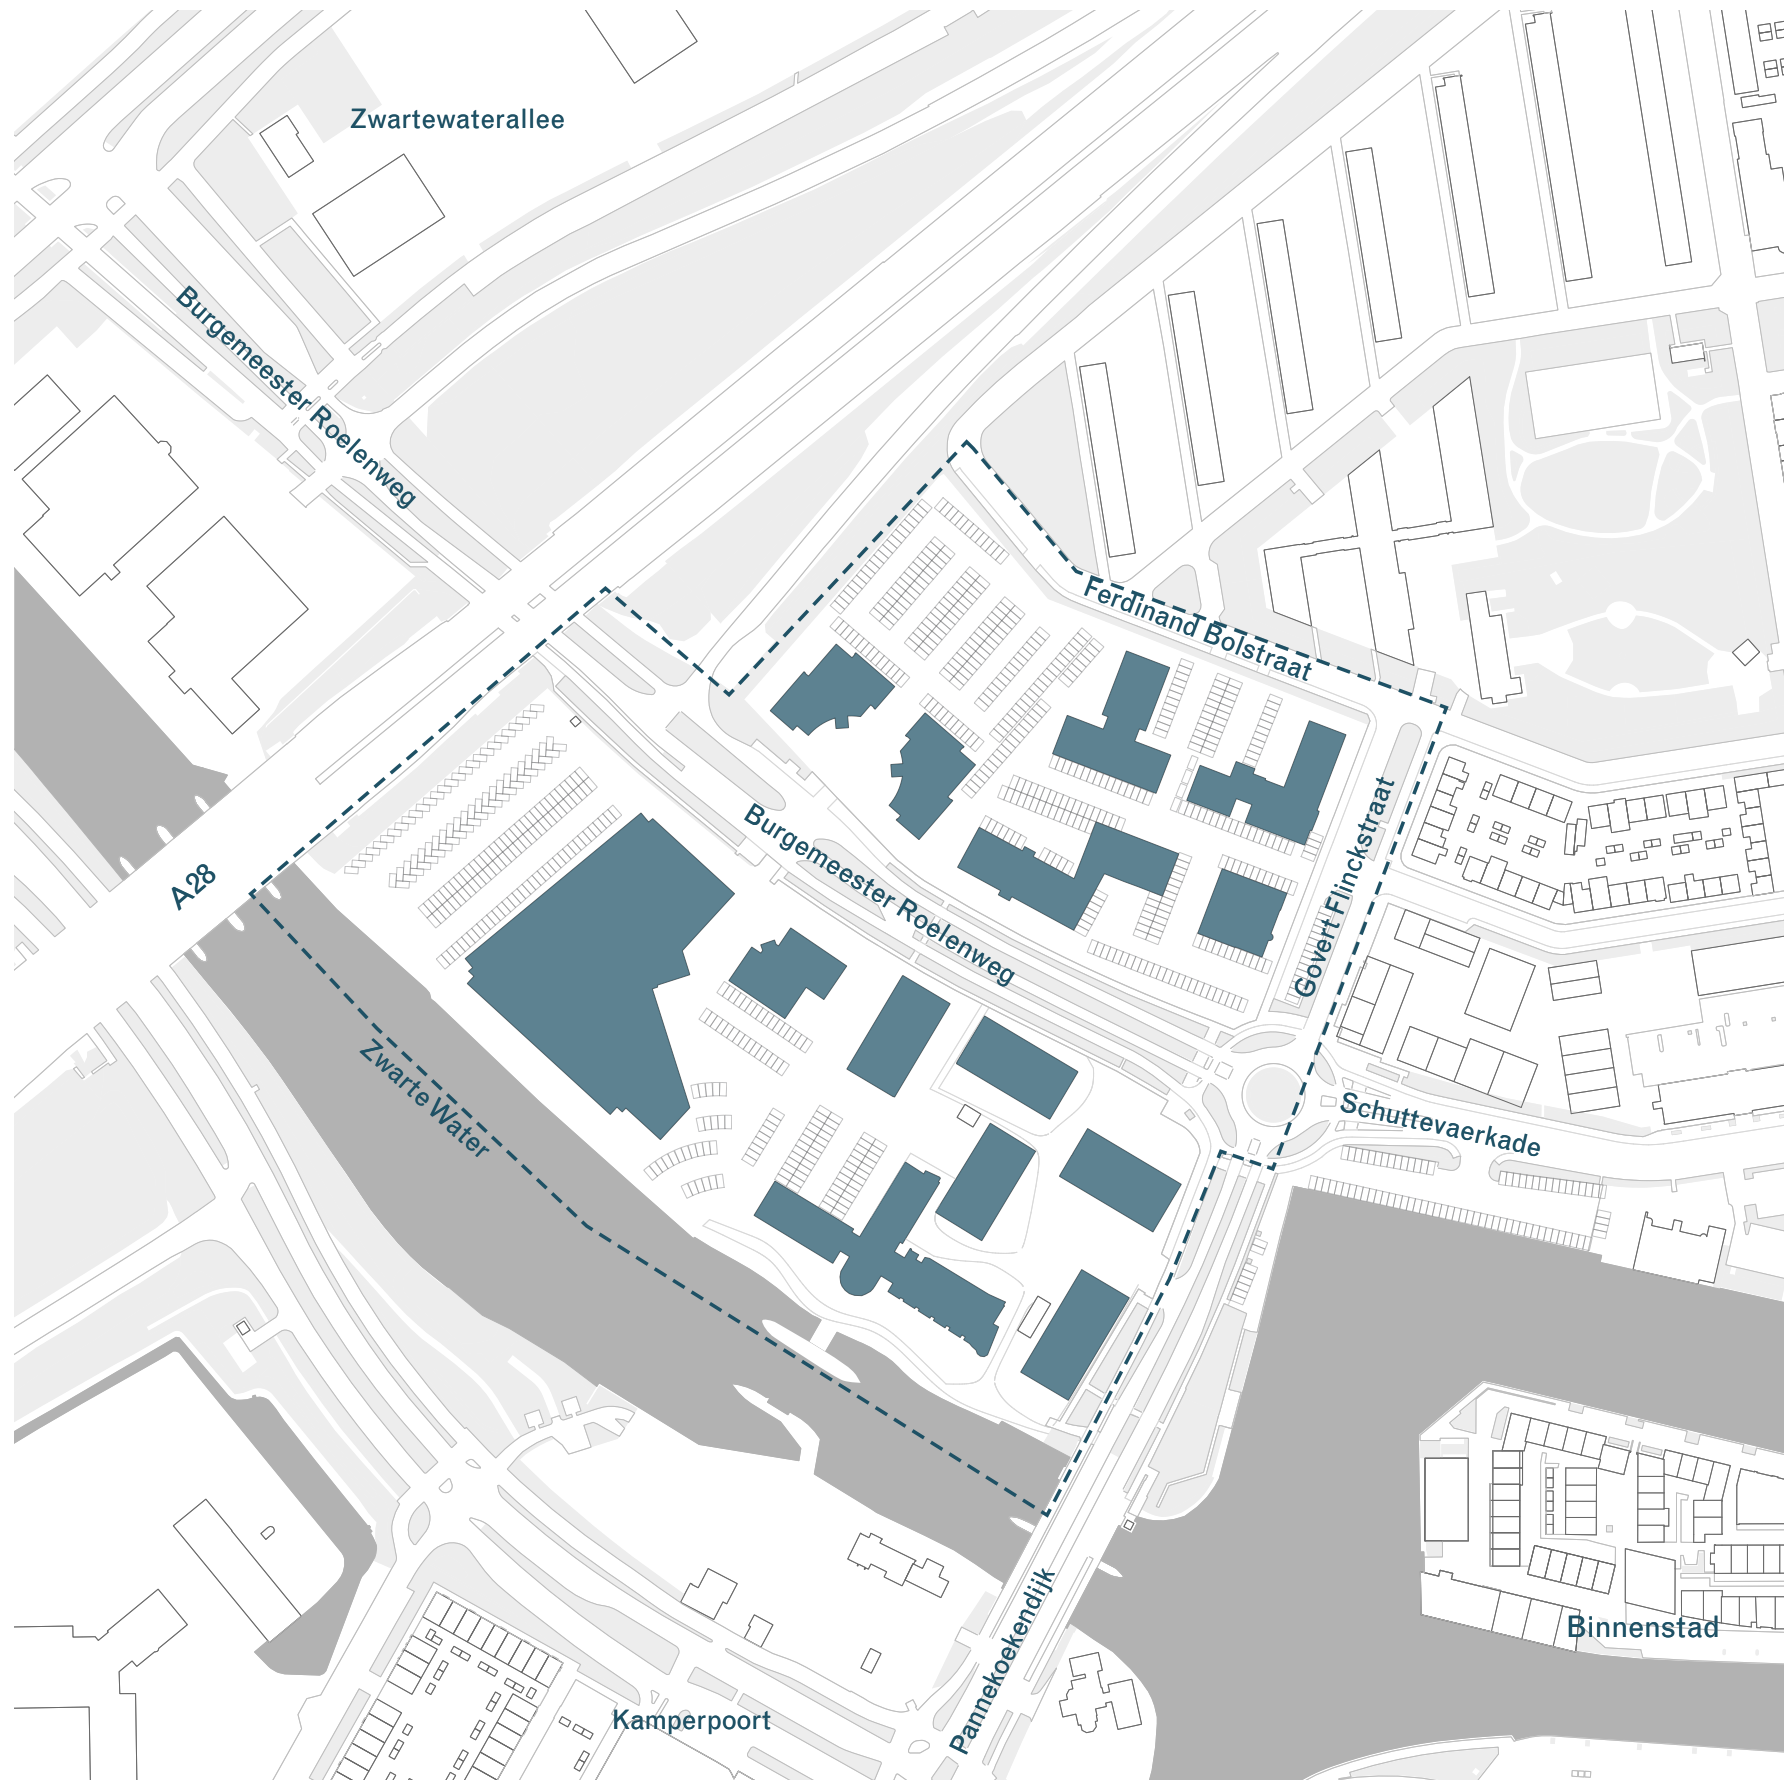 Zwartewaterallee
Burgemeester Roelenweg
Ferdinand Bolstraat
Govert Flinckstraat
Burgemeester Roelenweg
A28
Zwarte Water
Schuttevaerkade
Binnenstad
Pannekoekendijk
Kamperpoort